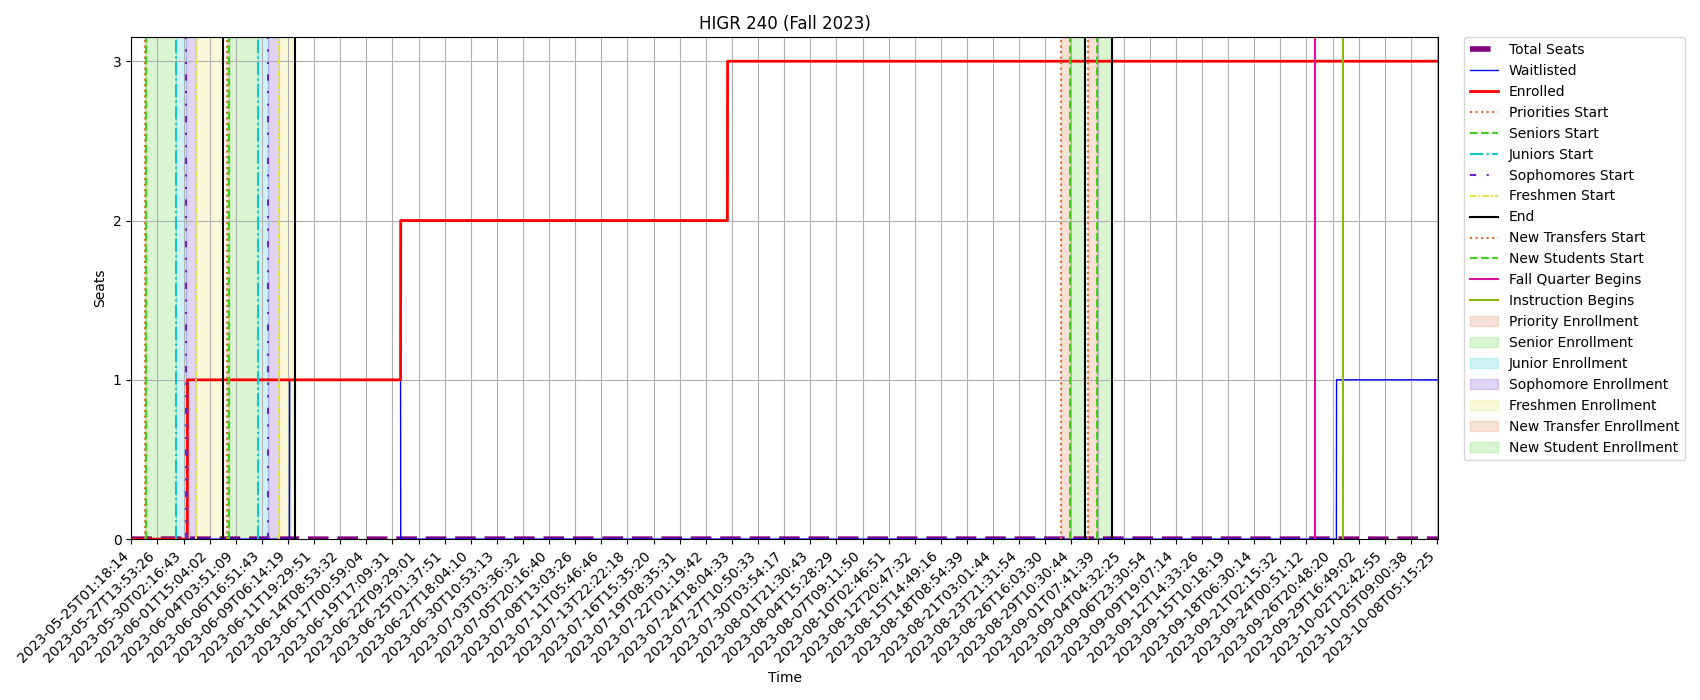 HIGR 240 (Fall 2023)
Seats
3
2
1
0
2023-05-25T01:18:14
2023-05-27T13:53:26
2023-05-30T02:16:43
2023-06-01T15:04:02
2023-06-04T03:51:09
2023-06-06T16:51:43
2023-06-09T06:14:19
2023-06-11T19:29:51
2023-06-14T08:53:32
2023-06-17T00:59:04
2023-06-19T17:09:31
2023-06-22T09:29:01
2023-06-25T01:37:51
2023-06-27T18:04:10
2023-06-30T10:53:13
2023-07-03T03:36:32
2023-07-05T20:16:40
2023-07-08T13:03:26
2023-07-11T05:46:46
2023-07-13T22:22:18
2023-07-16T15:35:20
2023-07-19T08:35:31
2023-07-22T01:19:42
2023-07-24T18:04:33
2023-07-27T10:50:33
2023-07-30T03:54:17
2023-08-01T21:30:43
2023-08-04T15:28:29
2023-08-07T09:11:50
2023-08-10T02:46:51
2023-08-12T20:47:32
2023-08-15T14:49:16
2023-08-18T08:54:39
2023-08-21T03:01:44
2023-08-23T21:31:54
2023-08-26T16:03:30
2023-08-29T11:30:44
2023-09-01T07:41:39
2023-09-04T04:32:25
2023-09-06T23:30:54
2023-09-09T19:07:14
2023-09-12T14:33:26
2023-09-15T10:18:19
2023-09-18T06:30:14
2023-09-21T02:15:32
2023-09-24T00:51:12
2023-09-26T20:48:20
2023-09-29T16:49:02
2023-10-02T12:42:55
2023-10-05T09:00:38
2023-10-08T05:15:25
Time
Total Seats
Waitlisted
Enrolled
Priorities Start
Seniors Start
Juniors Start
Sophomores Start
Freshmen Start
End
New Transfers Start
New Students Start
Fall Quarter Begins
Instruction Begins
Priority Enrollment
Senior Enrollment
Junior Enrollment
Sophomore Enrollment
Freshmen Enrollment
New Transfer Enrollment
New Student Enrollment